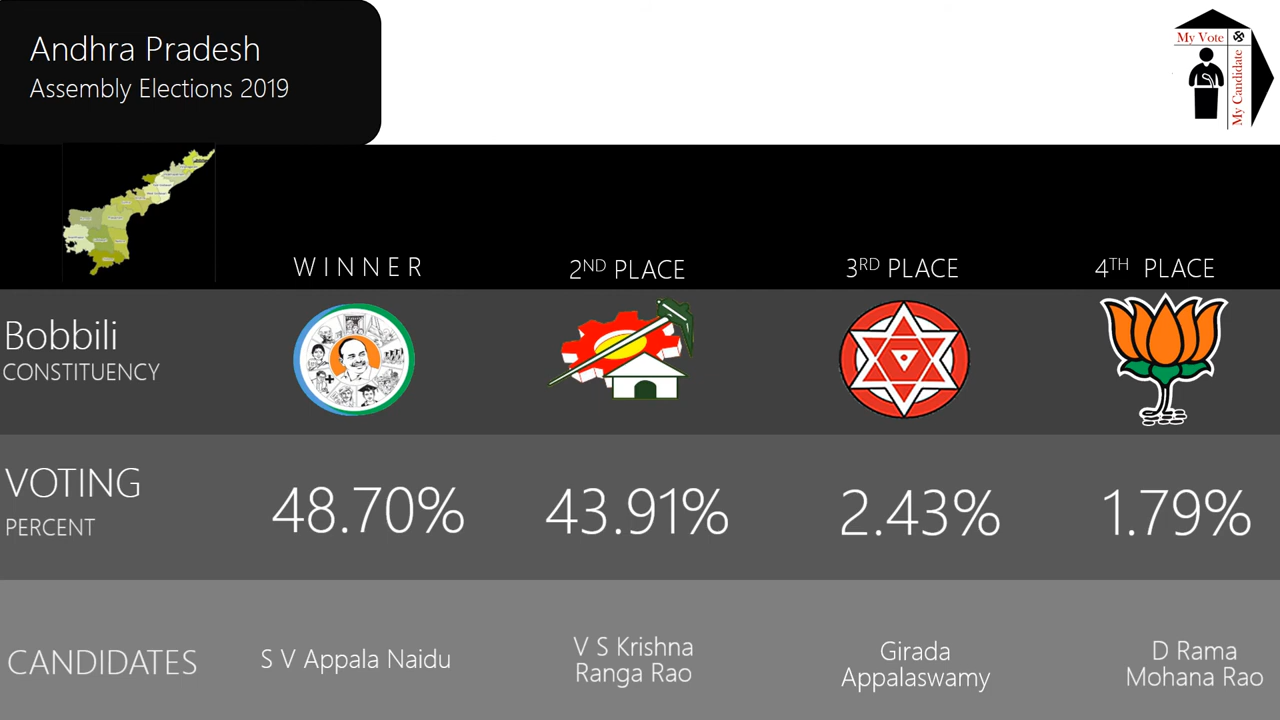 Andhra Pradesh
Assembly Elections 2019
My Vote
My Candidate
WINNER
2ND PLACE
3RD PLACE
4TH PLACE
Bobbili
CONSTITUENCY
VOTING
PERCENT
48.70%
43.91%
2.43%
1.79%
CANDIDATES
S V Appala Naidu
V S Krishna
Ranga Rao
Girada
Appalaswamy
D Rama
Mohana Rao